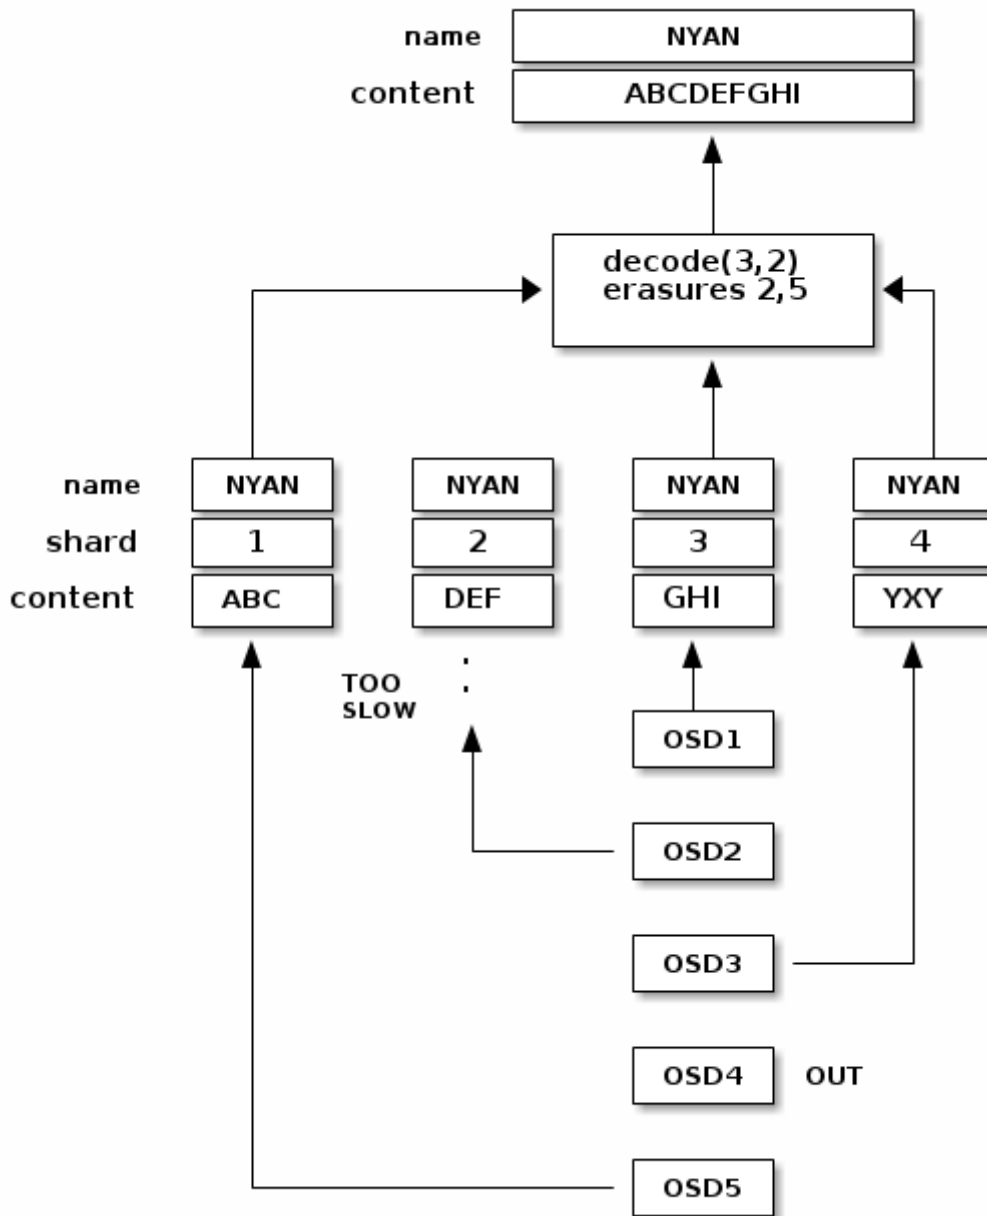 name NYAN
content ABCDEFGHI
decode(3,2)
erasures 2,5
name NYAN NYAN NYAN NYAN
shard 1 2 3 4
content ABC DEF GHI YXY
TOO
SLOW
OSD1
OSD2
OSD3
OSD4 OUT
OSD5